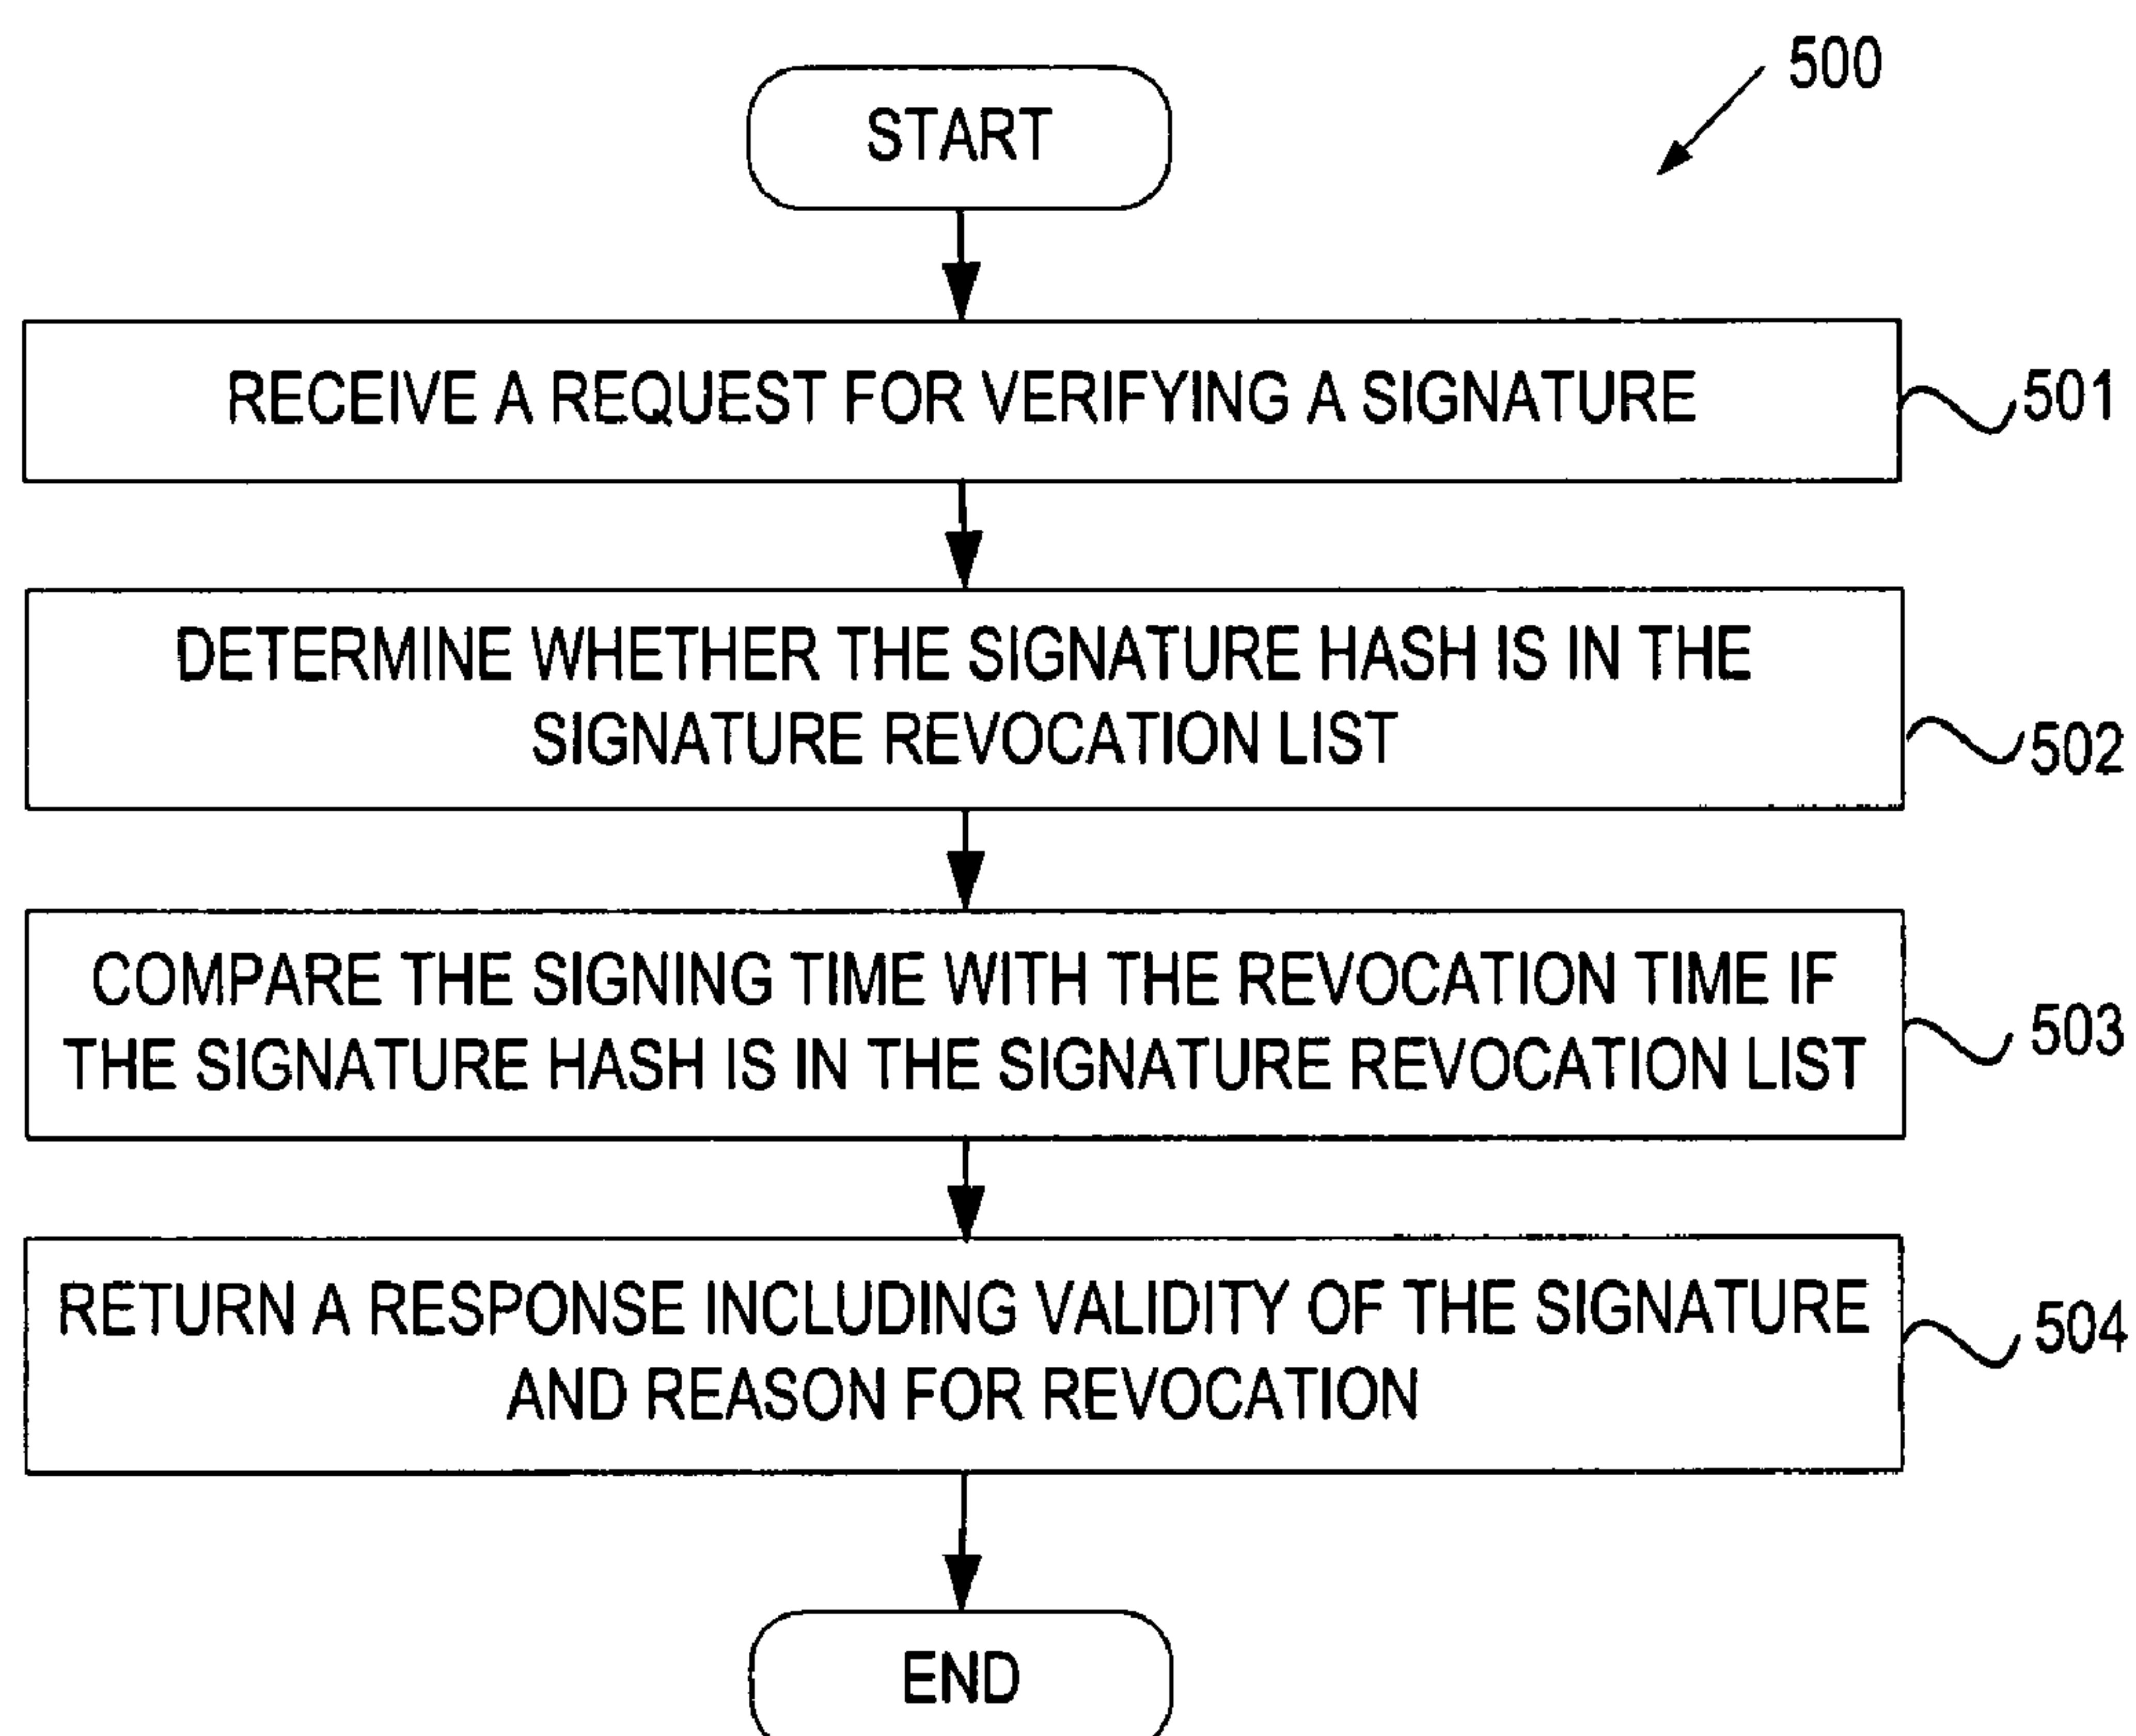 500
START
RECEIVE A REQUEST FOR VERIFYING A SIGNATURE
501
DETERMINE WHETHER THE SIGNATURE HASH IS IN THE
SIGNATURE REVOCATION LIST
502
COMPARE THE SIGNING TIME WITH THE REVOCATION TIME IF
THE SIGNATURE HASH IS IN THE SIGNATURE REVOCATION LIST
503
RETURN A RESPONSE INCLUDING VALIDITY OF THE SIGNATURE
AND REASON FOR REVOCATION
504
END